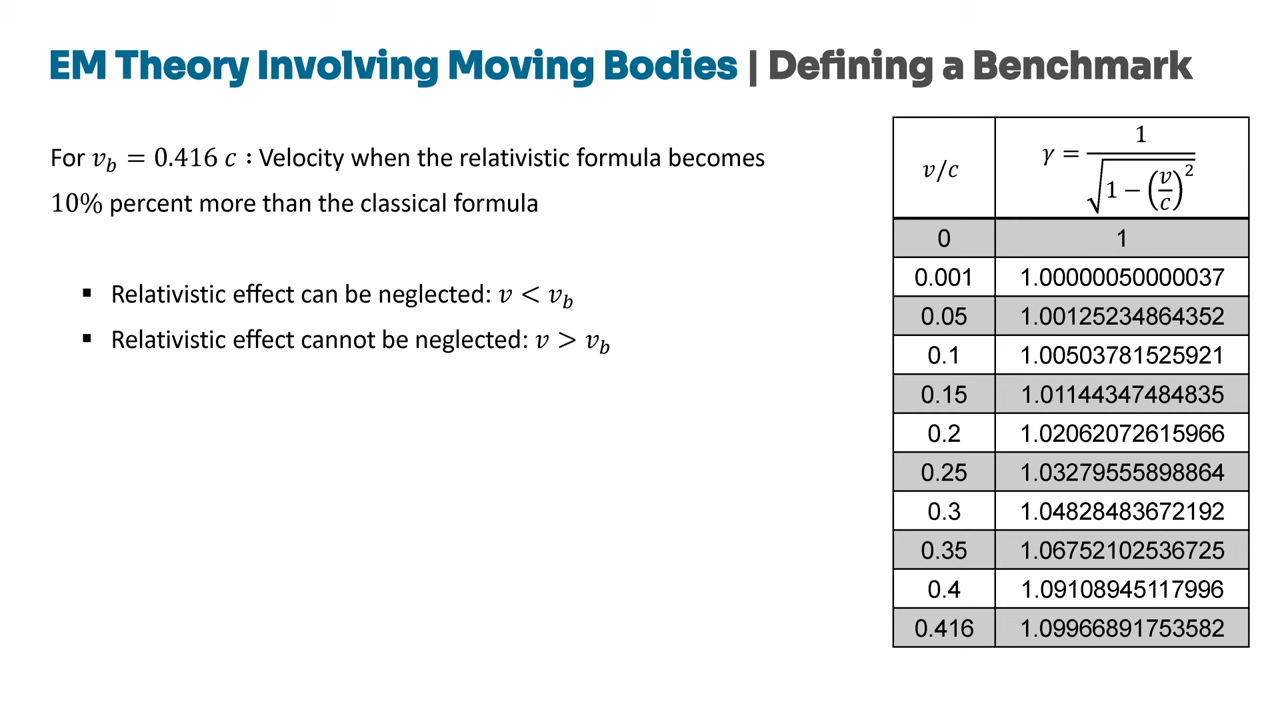 EM Theory Involving Moving Bodies | Defining a Benchmark
For v_b = 0.416 c : Velocity when the relativistic formula becomes
10% percent more than the classical formula
▪ Relativistic effect can be neglected: v < v_b
▪ Relativistic effect cannot be neglected: v > v_b
v/c γ = 1 / √(1 − (v/c)²)
0 1
0.001 1.00000050000037
0.05 1.00125234864352
0.1 1.00503781525921
0.15 1.01144347484835
0.2 1.02062072615966
0.25 1.03279555898864
0.3 1.04828483672192
0.35 1.06752102536725
0.4 1.09108945117996
0.416 1.09966891753582